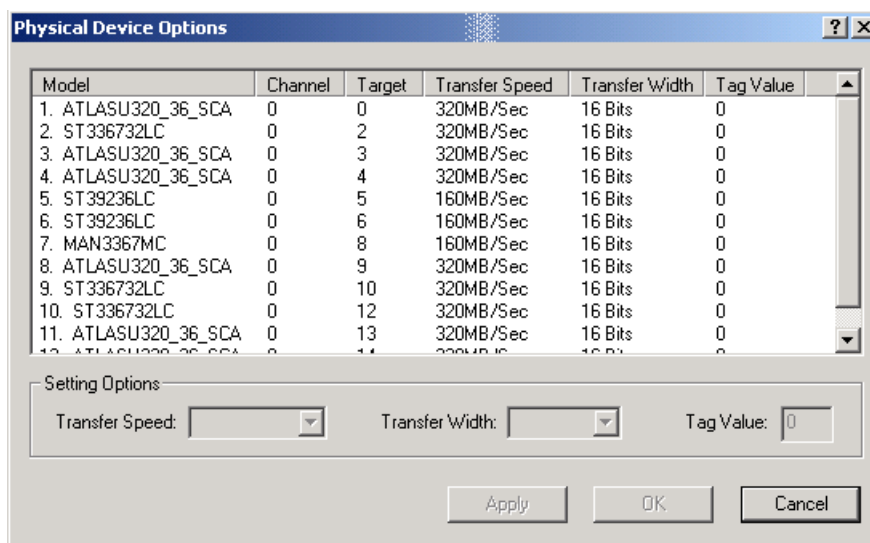 Physical Device Options
Model Channel Target Transfer Speed Transfer Width Tag Value
1. ATLASU320_36_SCA 0 0 320MB/Sec 16 Bits 0
2. ST336732LC 0 2 320MB/Sec 16 Bits 0
3. ATLASU320_36_SCA 0 3 320MB/Sec 16 Bits 0
4. ATLASU320_36_SCA 0 4 320MB/Sec 16 Bits 0
5. ST39236LC 0 5 160MB/Sec 16 Bits 0
6. ST39236LC 0 6 160MB/Sec 16 Bits 0
7. MAN3367MC 0 8 160MB/Sec 16 Bits 0
8. ATLASU320_36_SCA 0 9 320MB/Sec 16 Bits 0
9. ST336732LC 0 10 320MB/Sec 16 Bits 0
10. ST336732LC 0 12 320MB/Sec 16 Bits 0
11. ATLASU320_36_SCA 0 13 320MB/Sec 16 Bits 0
Setting Options
Transfer Speed: Transfer Width: Tag Value: 0
Apply OK Cancel